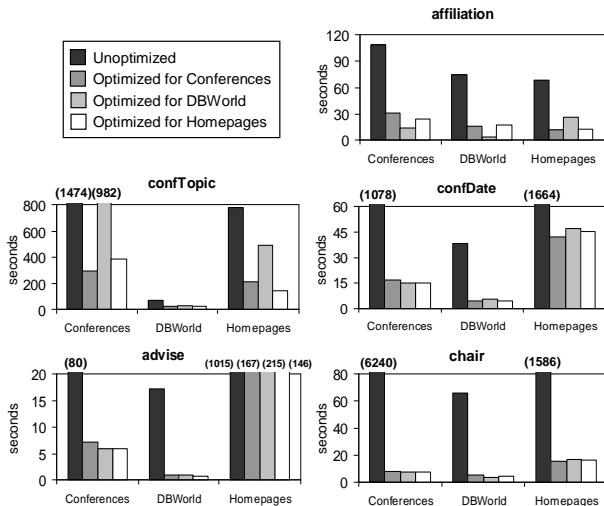 affiliation
Unoptimized
Optimized for Conferences
Optimized for DBWorld
Optimized for Homepages
seconds
120
90
60
30
0
Conferences DBWorld Homepages
confTopic
(1474)(982)
seconds
800
600
400
200
0
Conferences DBWorld Homepages
confDate
(1078) (1664)
seconds
60
45
30
15
0
Conferences DBWorld Homepages
advise
(80) (1015) (167) (215) (146)
seconds
20
15
10
5
0
Conferences DBWorld Homepages
chair
(6240) (1586)
seconds
80
60
40
20
0
Conferences DBWorld Homepages